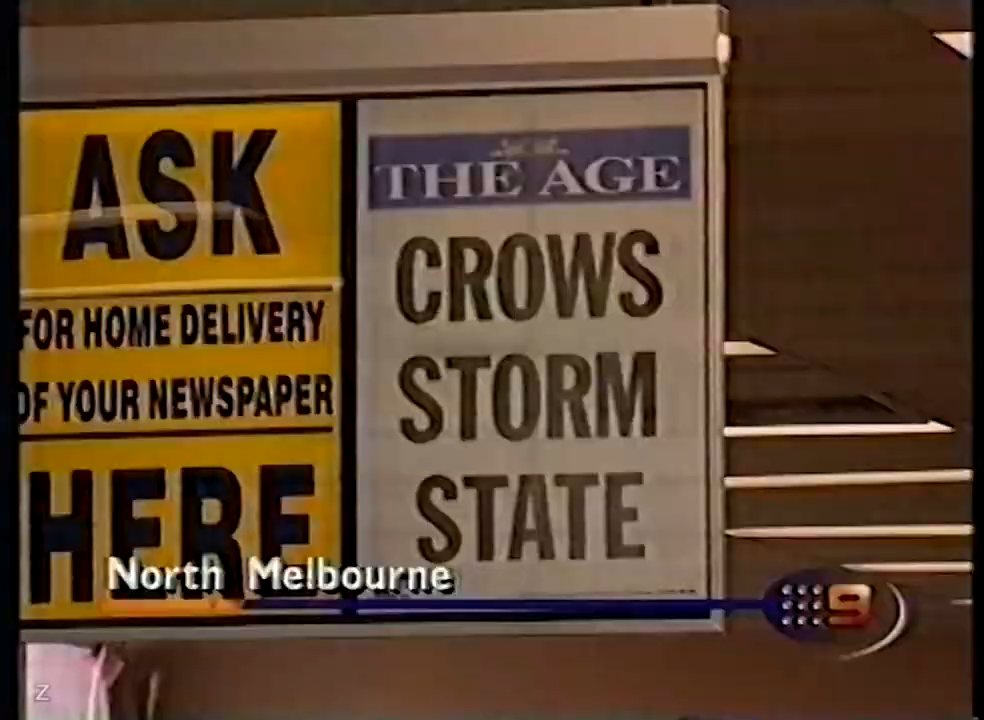 ASK
FOR HOME DELIVERY
OF YOUR NEWSPAPER
HERE
THE AGE
CROWS
STORM
STATE
North Melbourne
9
Z